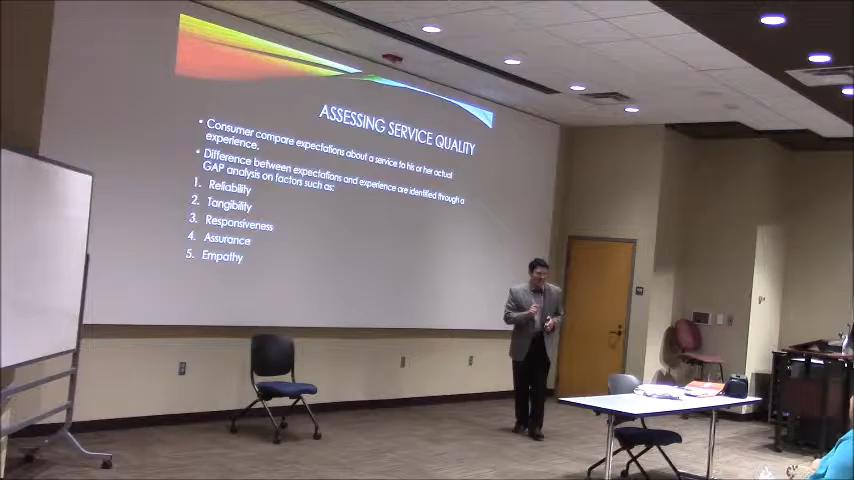 ASSESSING SERVICE QUALITY
• Consumer compare expectations about a service to his or her actual
experience.
• Difference between expectations and experience are identified through a
GAP analysis on factors such as:
1. Reliability
2. Tangibility
3. Responsiveness
4. Assurance
5. Empathy